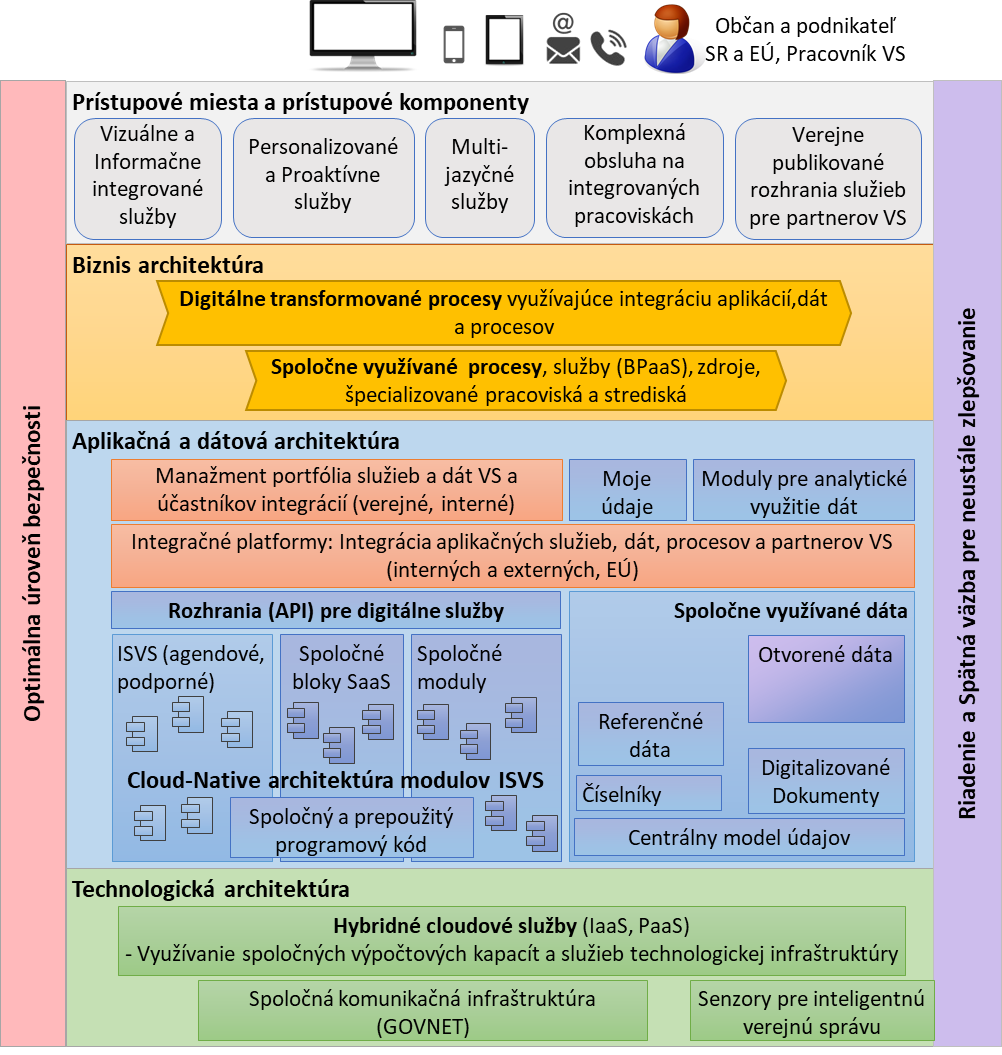 Občan a podnikateľ
SR a EÚ, Pracovník VS
Prístupové miesta a prístupové komponenty
Vizuálne a
Informačne
integrované
služby
Personalizované
a Proaktívne
služby
Multi-
jazyčné
služby
Komplexná
obsluha na
integrovaných
pracoviskách
Verejne
publikované
rozhrania služieb
pre partnerov VS
Biznis architektúra
Digitálne transformované procesy využívajúce integráciu aplikácií,dát
a procesov
Spoločne využívané procesy, služby (BPaaS), zdroje,
špecializované pracoviská a strediská
Optimálna úroveň bezpečnosti
Riadenie a Spätná väzba pre neustále zlepšovanie
Aplikačná a dátová architektúra
Manažment portfólia služieb a dát VS a
účastníkov integrácií (verejné, interné)
Moje
údaje
Moduly pre analytické
využitie dát
Integračné platformy: Integrácia aplikačných služieb, dát, procesov a partnerov VS
(interných a externých, EÚ)
Rozhrania (API) pre digitálne služby
ISVS (agendové,
podporné)
Spoločné
bloky SaaS
Spoločné
moduly
Cloud-Native architektúra modulov ISVS
Spoločný a prepoužitý
programový kód
Spoločne využívané dáta
Otvorené dáta
Referenčné
dáta
Digitalizované
Dokumenty
Číselníky
Centrálny model údajov
Technologická architektúra
Hybridné cloudové služby (IaaS, PaaS)
- Využívanie spoločných výpočtových kapacít a služieb technologickej infraštruktúry
Spoločná komunikačná infraštruktúra
(GOVNET)
Senzory pre inteligentnú
verejnú správu